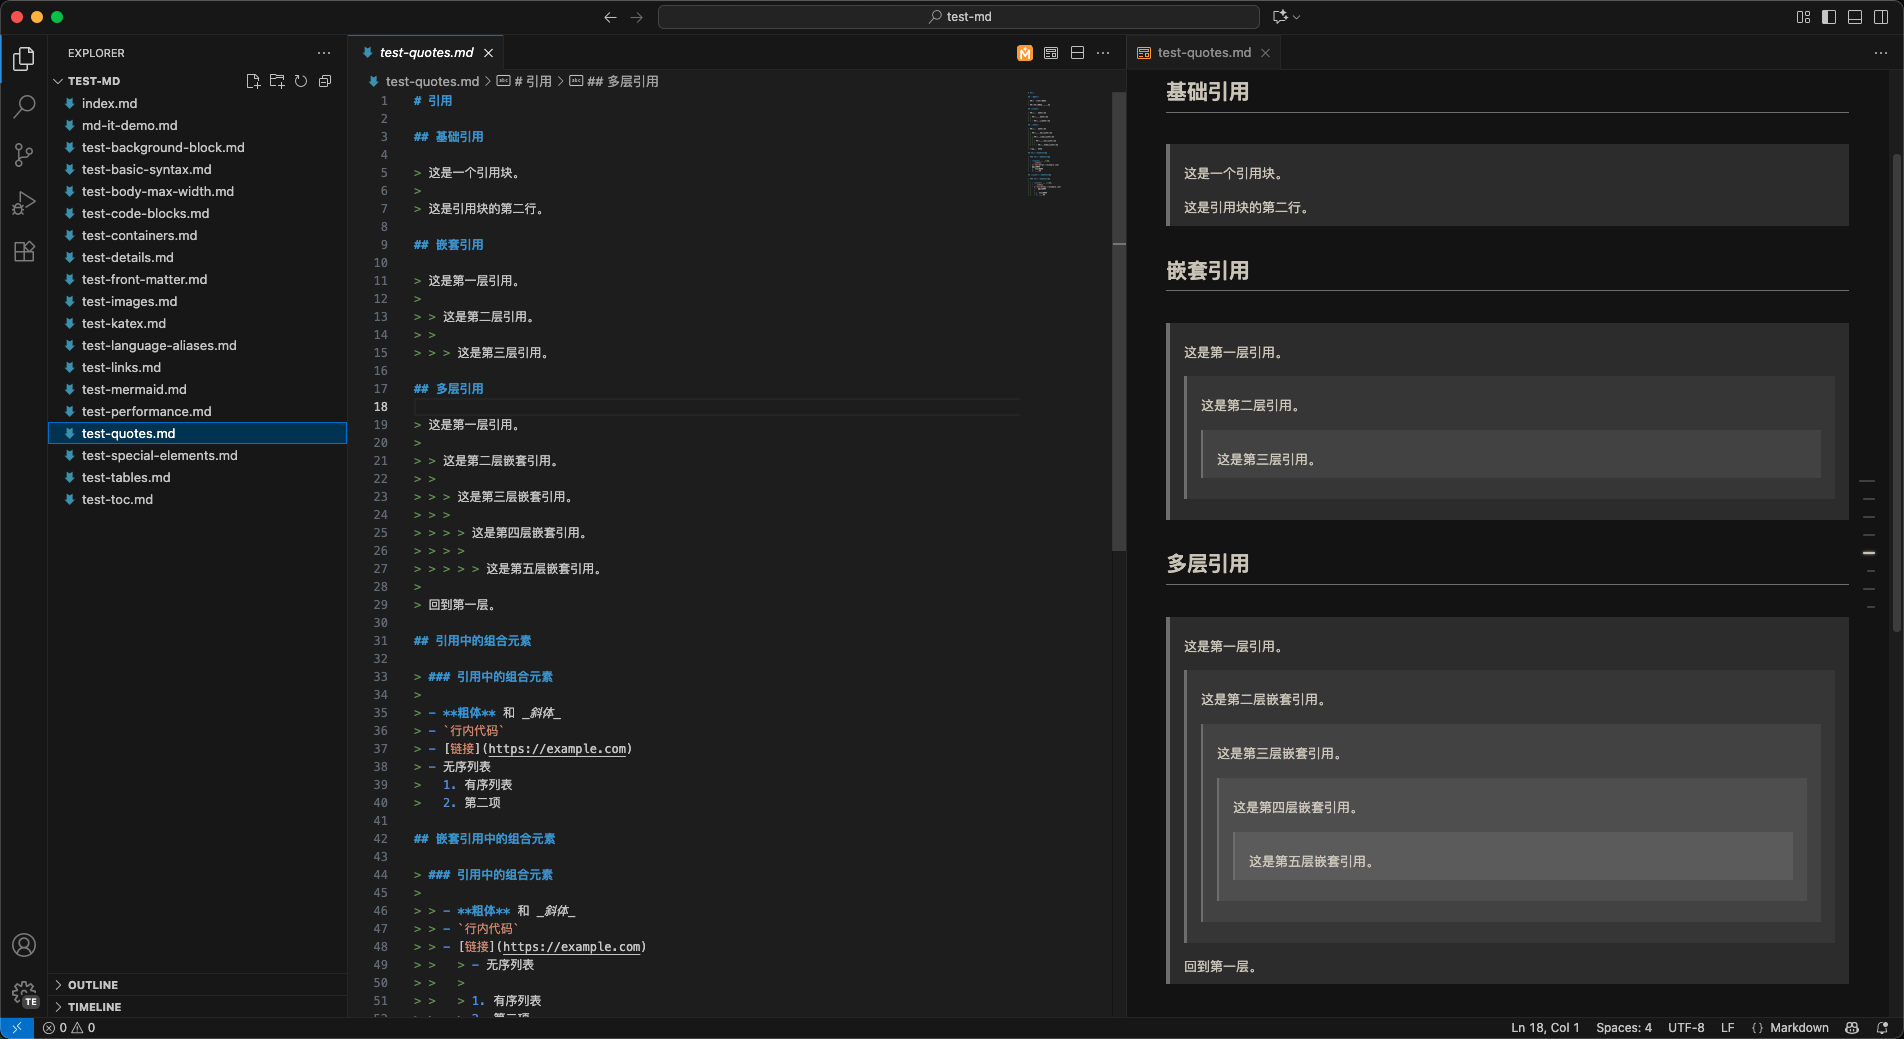 test-md
EXPLORER
TEST-MD
index.md
md-it-demo.md
test-background-block.md
test-basic-syntax.md
test-body-max-width.md
test-code-blocks.md
test-containers.md
test-details.md
test-front-matter.md
test-images.md
test-katex.md
test-language-aliases.md
test-links.md
test-mermaid.md
test-performance.md
test-quotes.md
test-special-elements.md
test-tables.md
test-toc.md
OUTLINE
TIMELINE
TE
test-quotes.md
test-quotes.md > # 引用 > ## 多层引用
1 # 引用
2
3 ## 基础引用
4
5 > 这是一个引用块。
6 >
7 > 这是引用块的第二行。
8
9 ## 嵌套引用
10
11 > 这是第一层引用。
12 >
13 > > 这是第二层引用。
14 > >
15 > > > 这是第三层引用。
16
17 ## 多层引用
18
19 > 这是第一层引用。
20 >
21 > > 这是第二层嵌套引用。
22 > >
23 > > > 这是第三层嵌套引用。
24 > > >
25 > > > > 这是第四层嵌套引用。
26 > > > >
27 > > > > > 这是第五层嵌套引用。
28 >
29 > 回到第一层。
30
31 ## 引用中的组合元素
32
33 > ### 引用中的组合元素
34 >
35 > - **粗体** 和 _斜体_
36 > - `行内代码`
37 > - [链接](https://example.com)
38 > - 无序列表
39 >   1. 有序列表
40 >   2. 第二项
41
42 ## 嵌套引用中的组合元素
43
44 > ### 引用中的组合元素
45 >
46 > > - **粗体** 和 _斜体_
47 > > - `行内代码`
48 > > - [链接](https://example.com)
49 > >   > - 无序列表
50 > >   >
51 > >   > 1. 有序列表
test-quotes.md
基础引用
这是一个引用块。
这是引用块的第二行。
嵌套引用
这是第一层引用。
这是第二层引用。
这是第三层引用。
多层引用
这是第一层引用。
这是第二层嵌套引用。
这是第三层嵌套引用。
这是第四层嵌套引用。
这是第五层嵌套引用。
回到第一层。
0 0
Ln 18, Col 1
Spaces: 4
UTF-8
LF
{} Markdown